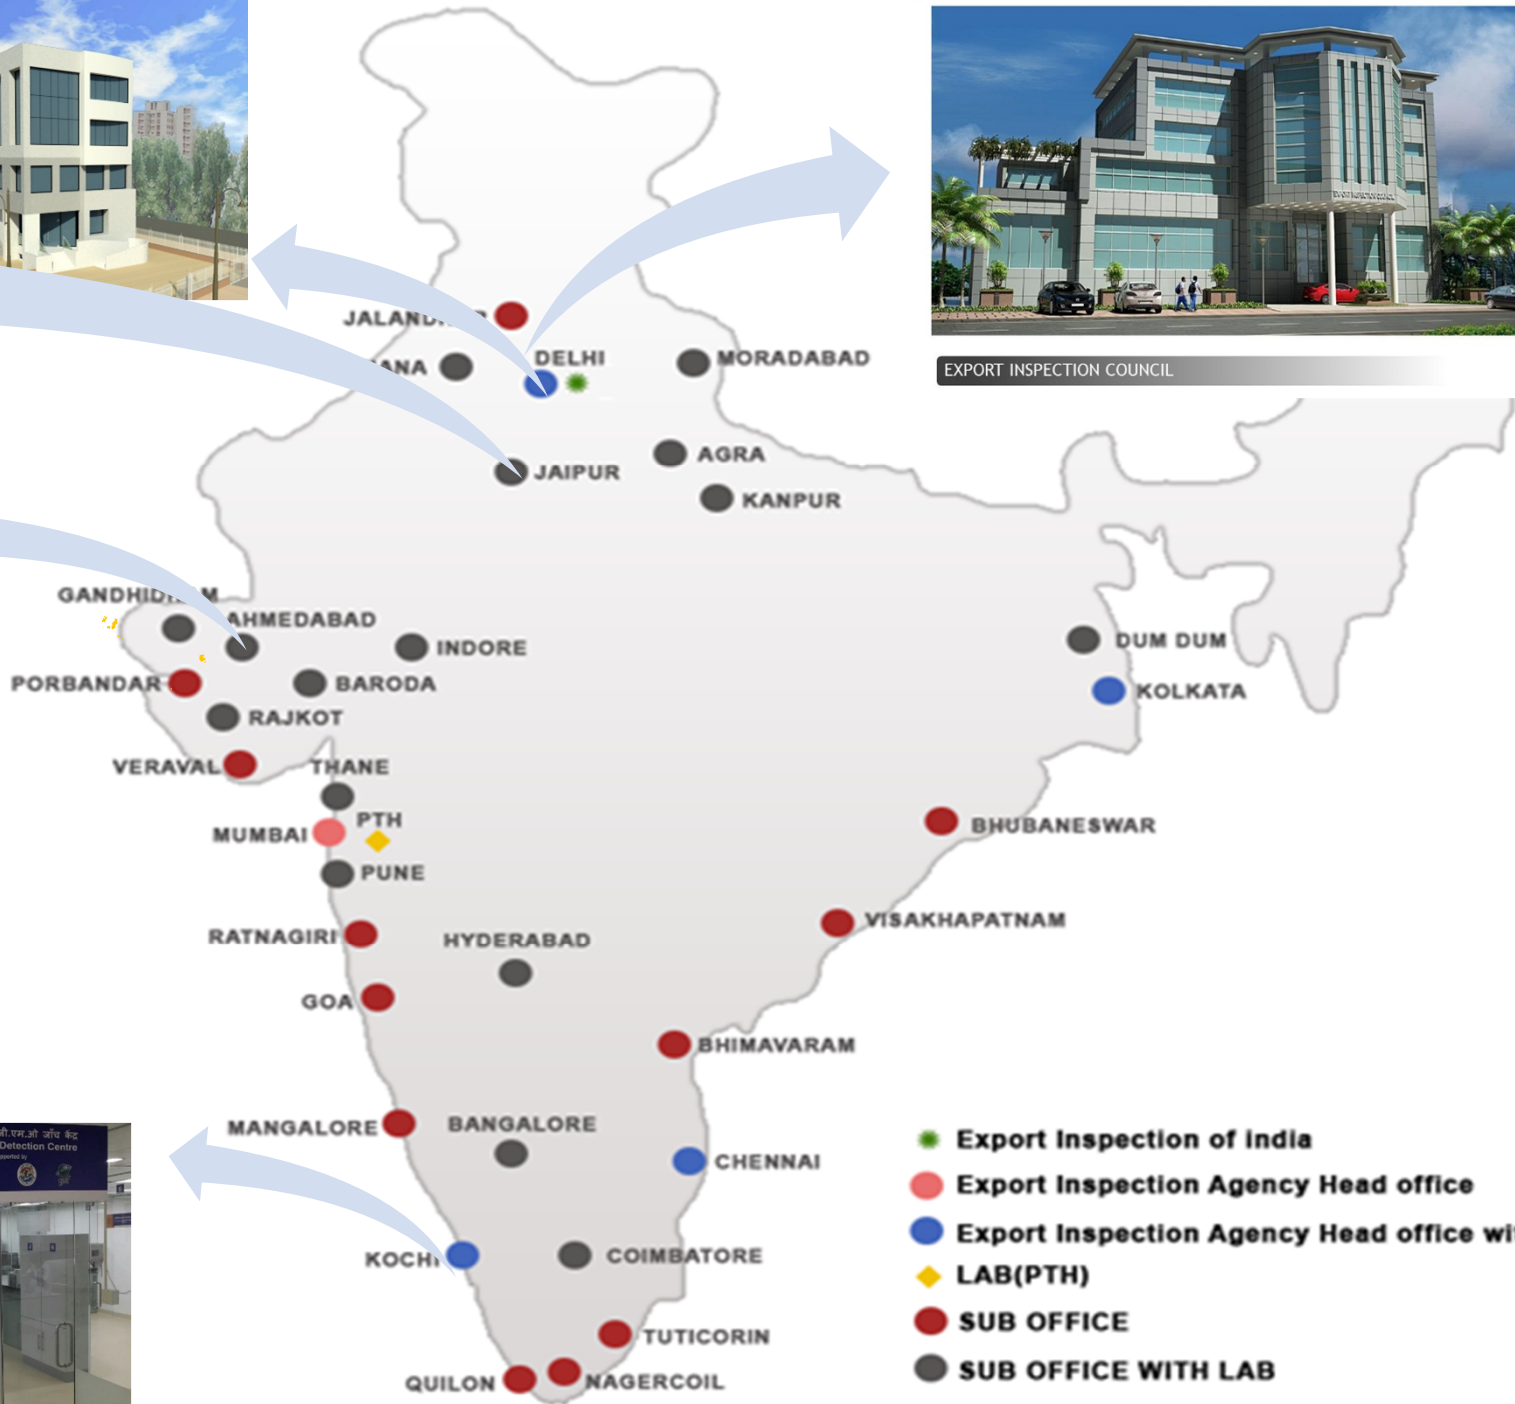 EXPORT INSPECTION COUNCIL
JALANDHAR
DELHI
MORADABAD
JAIPUR
AGRA
KANPUR
GANDHIDHAM
AHMEDABAD
INDORE
DUM DUM
PORBANDAR
BARODA
KOLKATA
RAJKOT
VERAVAL
THANE
PTH
MUMBAI
BHUBANESWAR
PUNE
VISAKHAPATNAM
RATNAGIRI
HYDERABAD
GOA
BHIMAVARAM
MANGALORE
BANGALORE
CHENNAI
KOCHI
COIMBATORE
TUTICORIN
QUILON
NAGERCOIL
जाँच केंद्र
Detection Centre
Export Inspection of india
Export Inspection Agency Head office
Export Inspection Agency Head office wi
LAB(PTH)
SUB OFFICE
SUB OFFICE WITH LAB